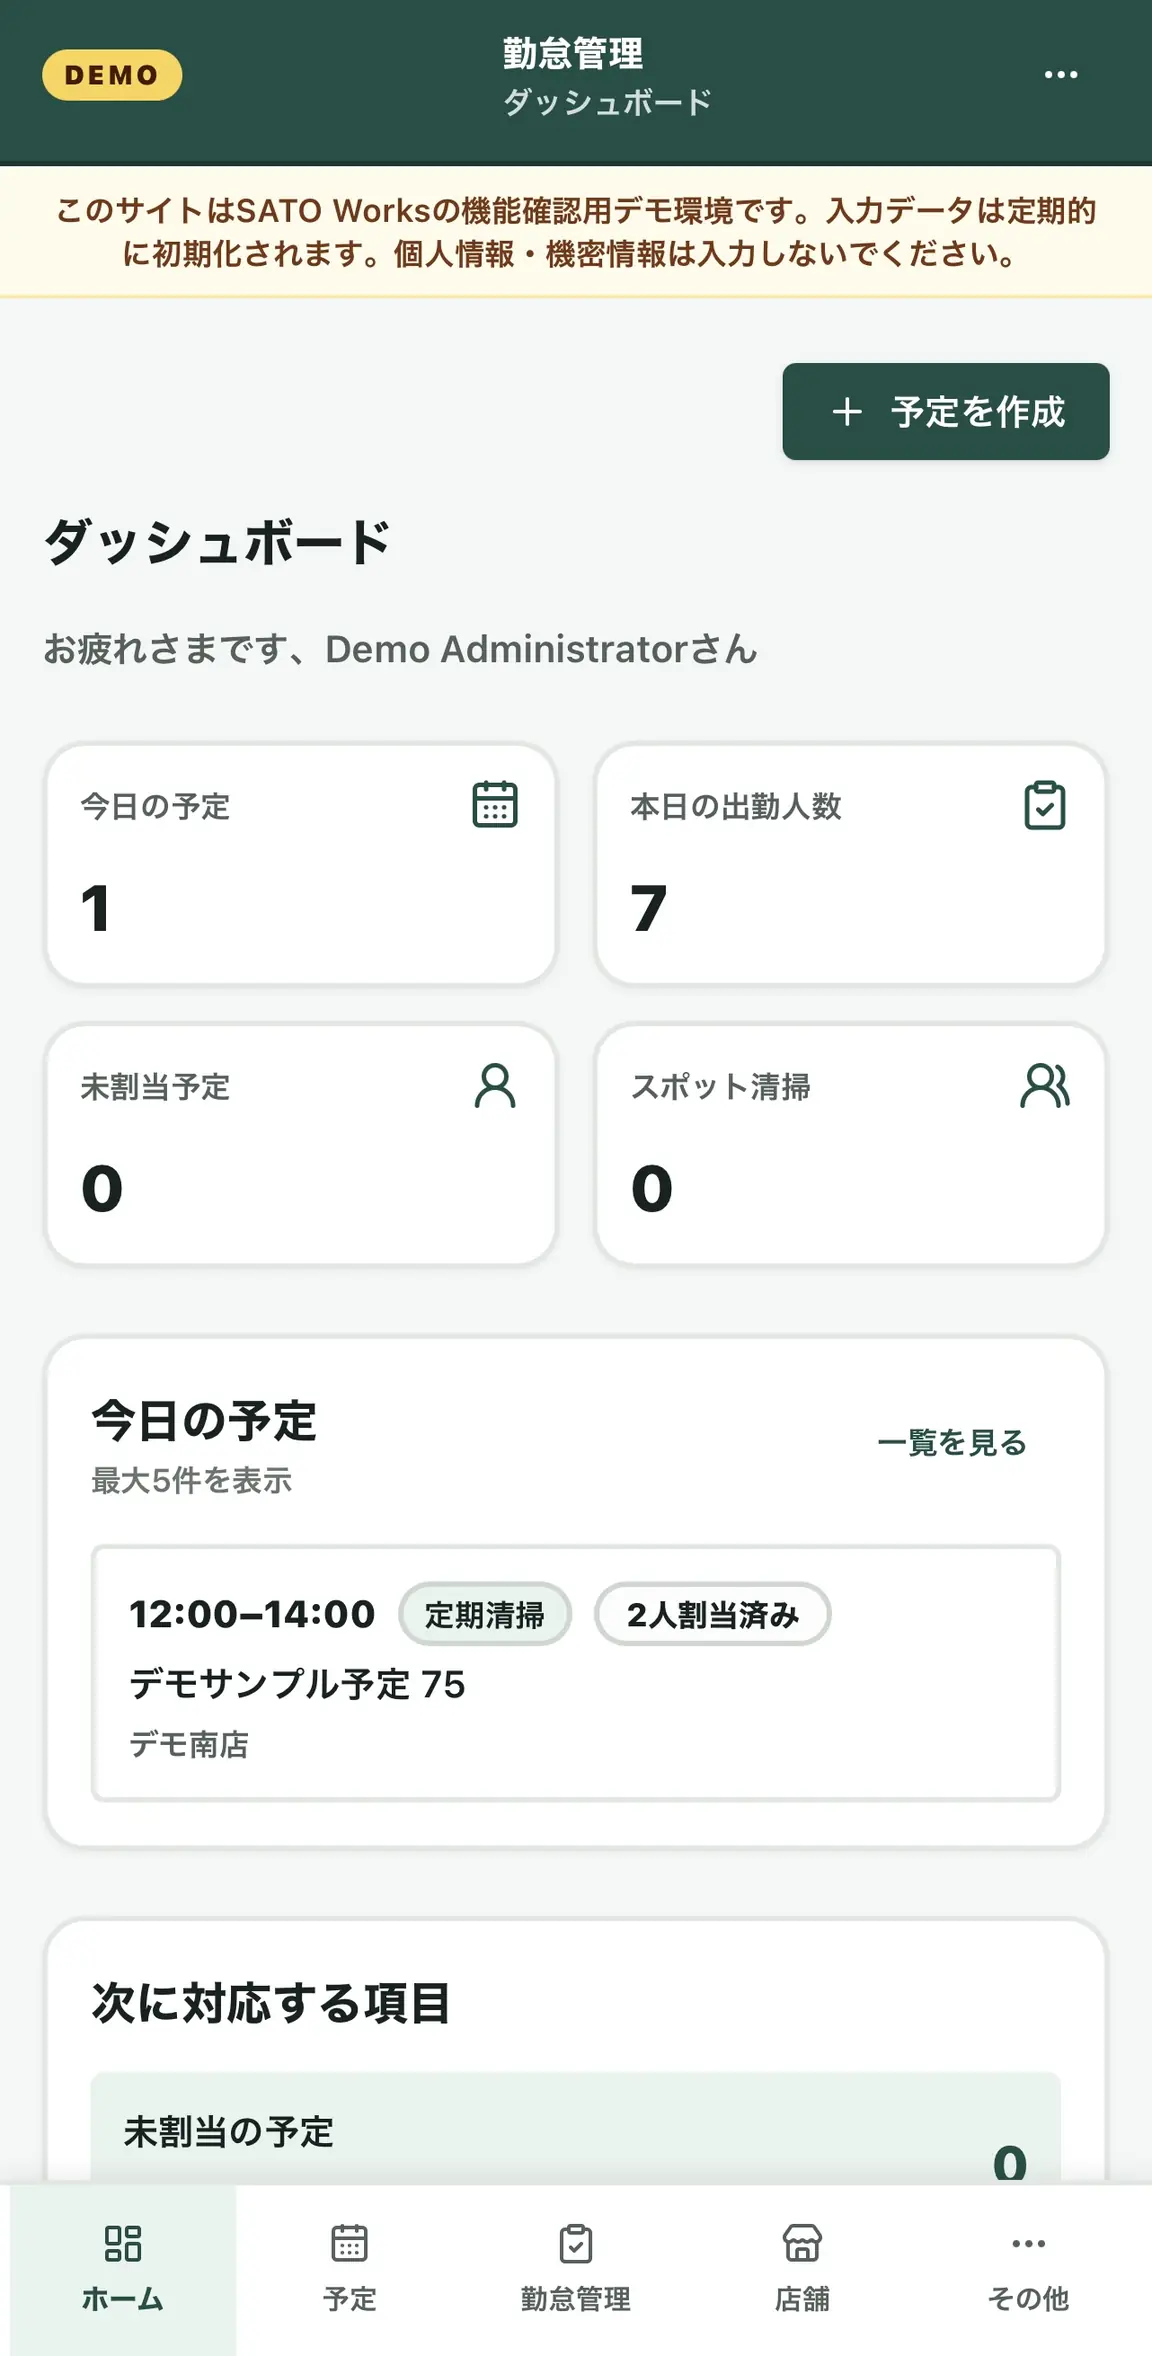 DEMO
勤怠管理
ダッシュボード
このサイトはSATO Worksの機能確認用デモ環境です。入力データは定期的
に初期化されます。個人情報・機密情報は入力しないでください。
予定を作成
ダッシュボード
お疲れさまです、Demo Administratorさん
今日の予定
1
本日の出勤人数
7
未割当予定
0
スポット清掃
0
今日の予定
最大5件を表示
一覧を見る
12:00–14:00 定期清掃 2人割当済み
デモサンプル予定 75
デモ南店
次に対応する項目
未割当の予定
0
ホーム
予定
勤怠管理
店舗
その他